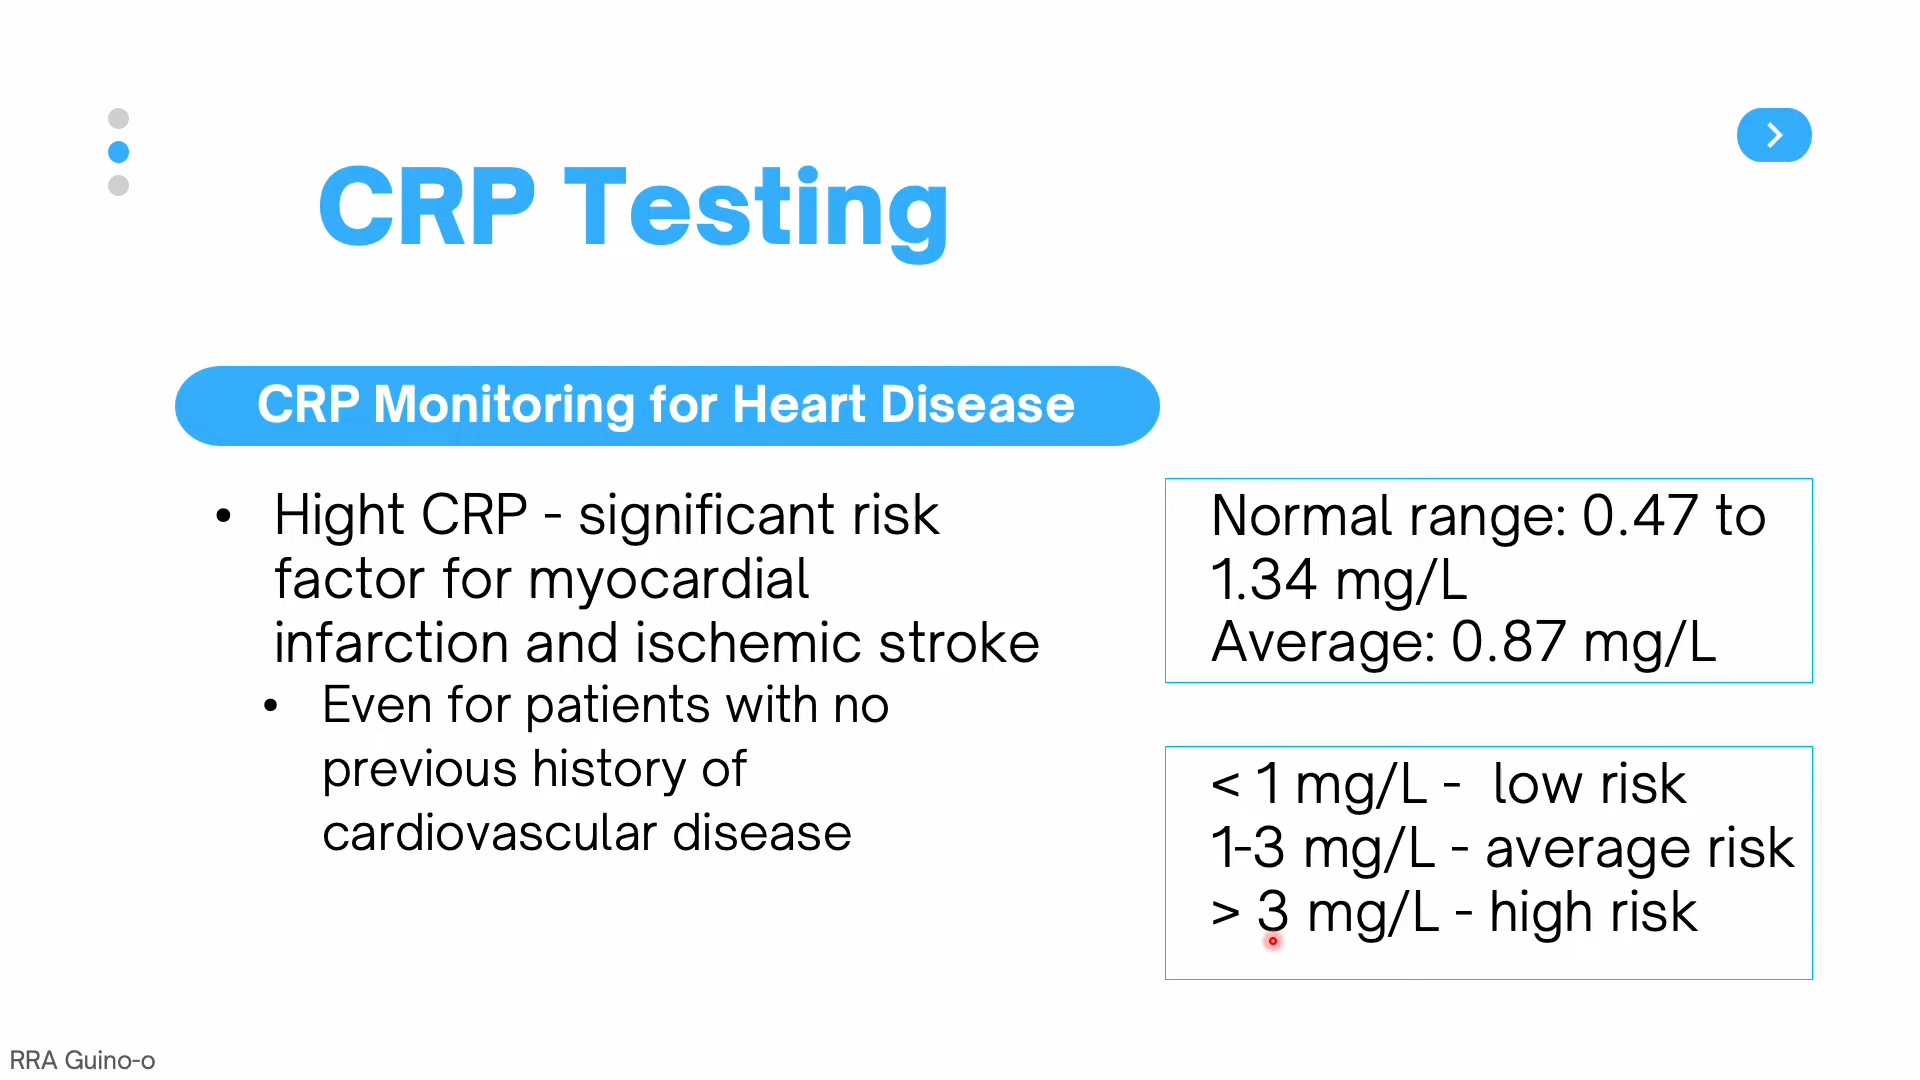 CRP Testing
CRP Monitoring for Heart Disease
• Hight CRP - significant risk
factor for myocardial
infarction and ischemic stroke
• Even for patients with no
previous history of
cardiovascular disease
Normal range: 0.47 to
1.34 mg/L
Average: 0.87 mg/L
< 1 mg/L -  low risk
1-3 mg/L - average risk
> 3 mg/L - high risk
RRA Guino-o